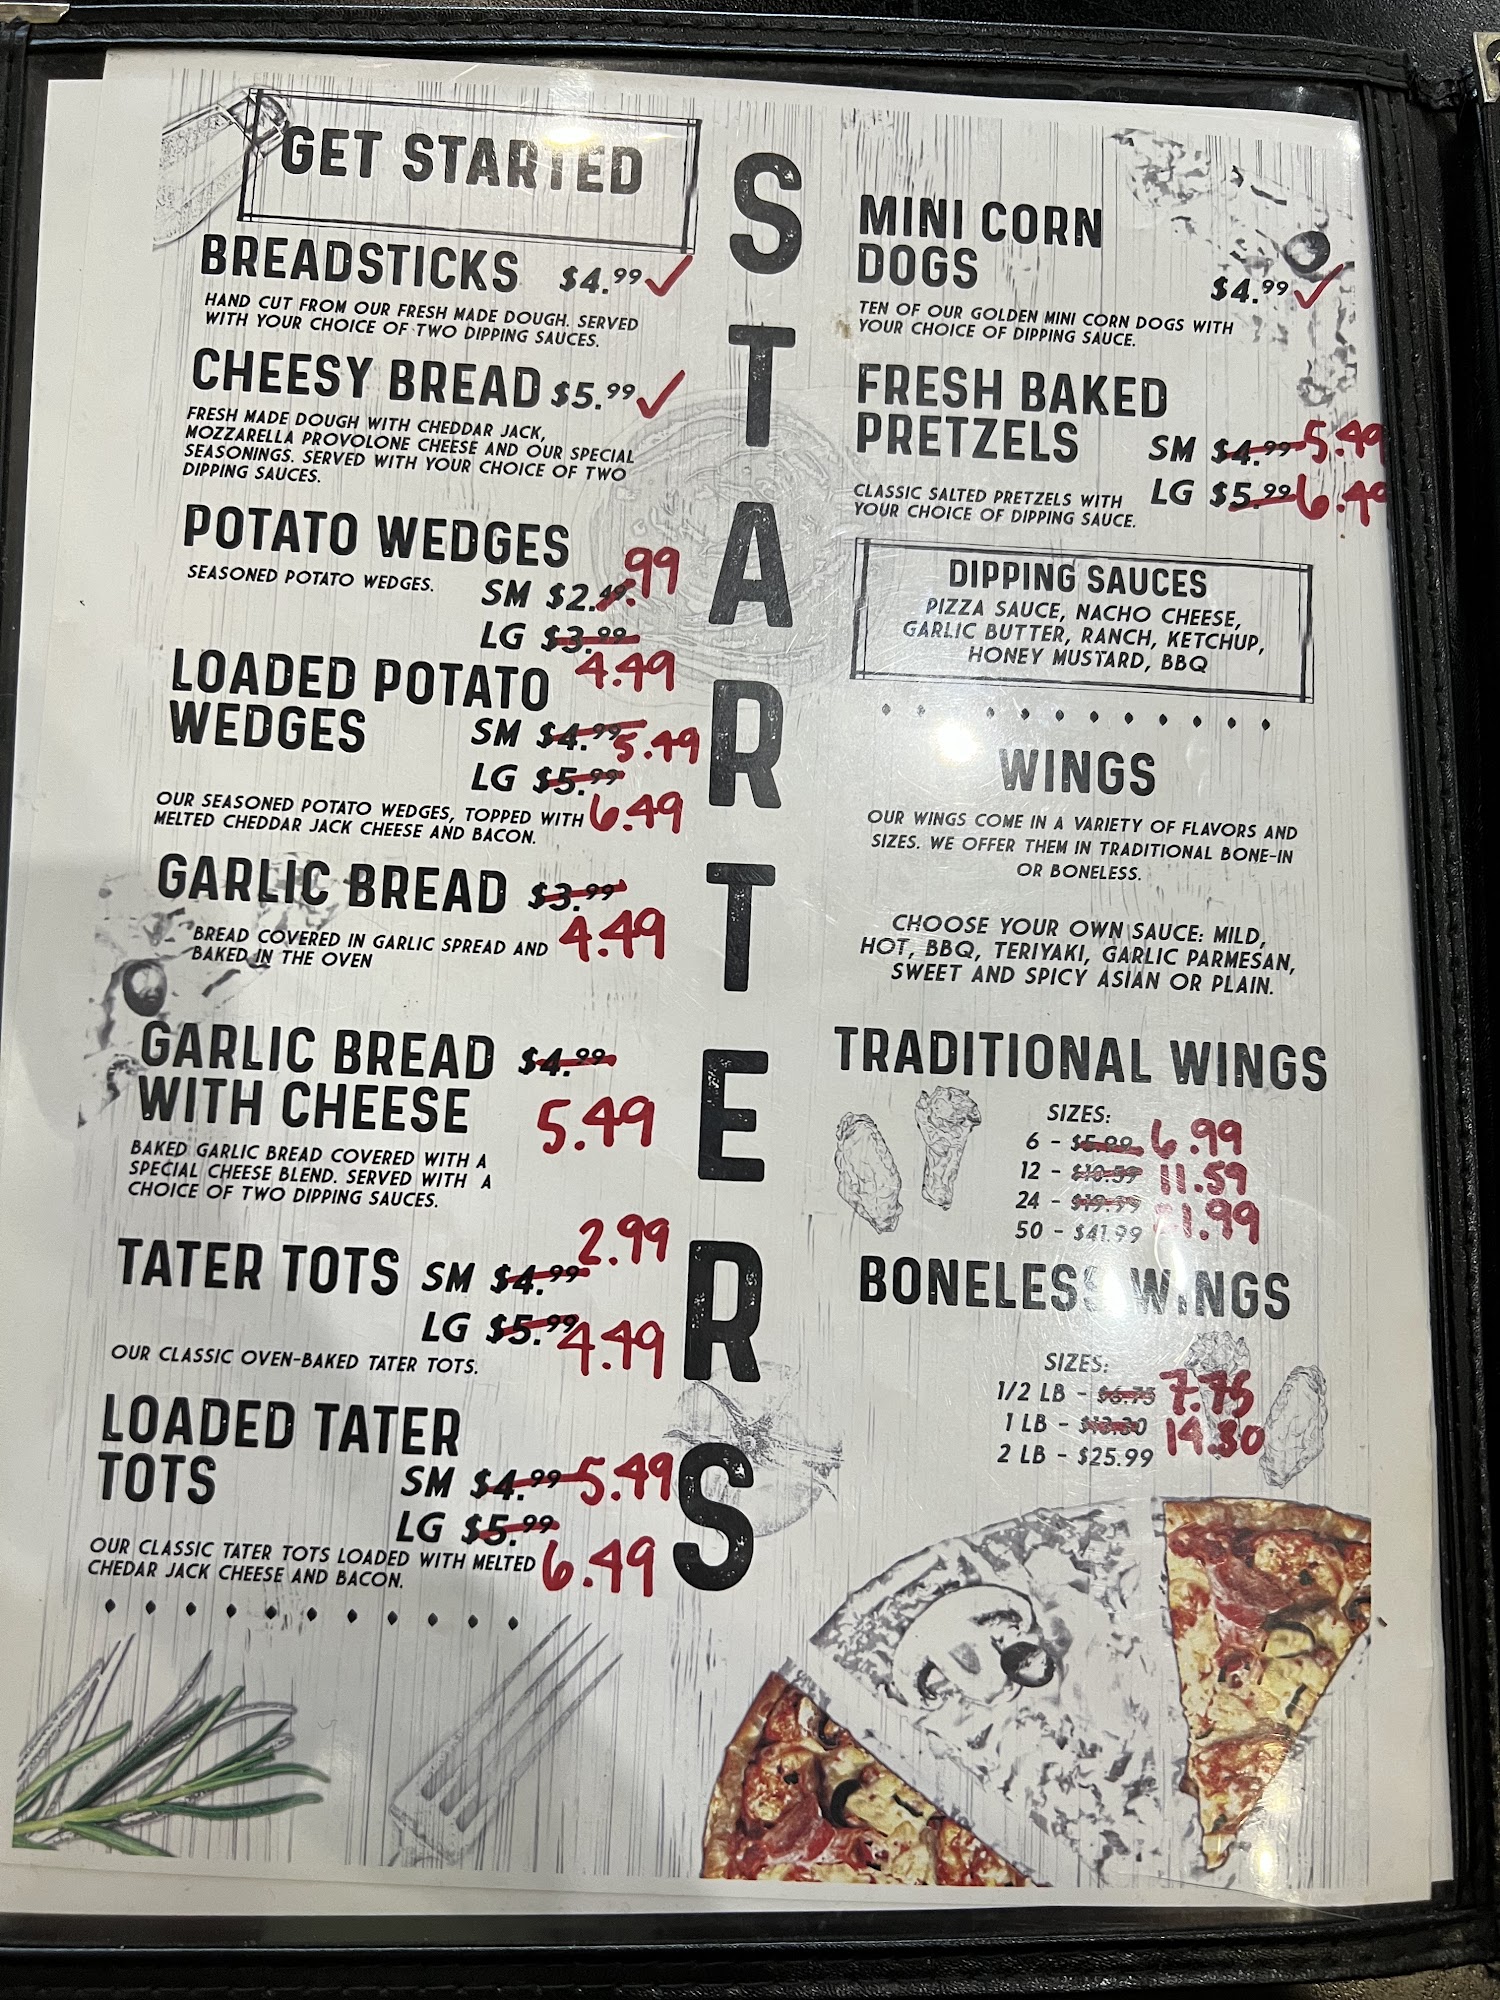 GET STARTED
BREADSTICKS $4.99
HAND CUT FROM OUR FRESH MADE DOUGH. SERVED
WITH YOUR CHOICE OF TWO DIPPING SAUCES.
CHEESY BREAD $5.99
FRESH MADE DOUGH WITH CHEDDAR JACK,
MOZZARELLA PROVOLONE CHEESE AND OUR SPECIAL
SEASONINGS. SERVED WITH YOUR CHOICE OF TWO
DIPPING SAUCES.
POTATO WEDGES
SEASONED POTATO WEDGES. SM $2.49 .99
LG $3.99
4.49
LOADED POTATO
WEDGES SM $4.99 5.49
LG $5.99
6.49
OUR SEASONED POTATO WEDGES, TOPPED WITH
MELTED CHEDDAR JACK CHEESE AND BACON.
GARLIC BREAD $3.99
4.49
BREAD COVERED IN GARLIC SPREAD AND
BAKED IN THE OVEN
GARLIC BREAD $4.99
WITH CHEESE 5.49
BAKED GARLIC BREAD COVERED WITH A
SPECIAL CHEESE BLEND. SERVED WITH A
CHOICE OF TWO DIPPING SAUCES.
2.99
TATER TOTS SM $4.99
LG $5.99 4.49
OUR CLASSIC OVEN-BAKED TATER TOTS.
LOADED TATER
TOTS SM $4.99 5.49
LG $5.99
6.49
OUR CLASSIC TATER TOTS LOADED WITH MELTED
CHEDAR JACK CHEESE AND BACON.
STARTERS
MINI CORN
DOGS $4.99
TEN OF OUR GOLDEN MINI CORN DOGS WITH
YOUR CHOICE OF DIPPING SAUCE.
FRESH BAKED
PRETZELS SM $4.99 5.49
LG $5.99 6.49
CLASSIC SALTED PRETZELS WITH
YOUR CHOICE OF DIPPING SAUCE.
DIPPING SAUCES
PIZZA SAUCE, NACHO CHEESE,
GARLIC BUTTER, RANCH, KETCHUP,
HONEY MUSTARD, BBQ
WINGS
OUR WINGS COME IN A VARIETY OF FLAVORS AND
SIZES. WE OFFER THEM IN TRADITIONAL BONE-IN
OR BONELESS.
CHOOSE YOUR OWN SAUCE: MILD,
HOT, BBQ, TERIYAKI, GARLIC PARMESAN,
SWEET AND SPICY ASIAN OR PLAIN.
TRADITIONAL WINGS
SIZES:
6 - $5.99 6.99
12 - $10.59 11.59
24 - $19.99
50 - $41.99
BONELESS WINGS
SIZES:
1/2 LB - $6.75 7.75
1 LB - 14.30
2 LB - $25.99